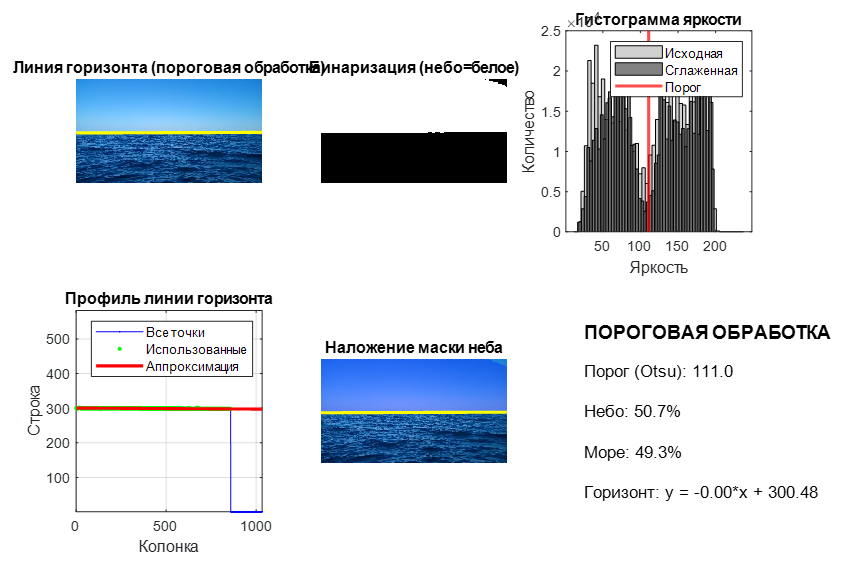 Линия горизонта (пороговая обработка)
Бинаризация (небо=белое)
Гистограмма яркости
×10⁴
2.5
2
1.5
1
0.5
0
Количество
Исходная
Сглаженная
Порог
50
100
150
200
Яркость
Профиль линии горизонта
500
400
300
200
100
Строка
Все точки
Использованные
Аппроксимация
0
500
1000
Колонка
Наложение маски неба
ПОРОГОВАЯ ОБРАБОТКА
Порог (Otsu): 111.0
Небо: 50.7%
Море: 49.3%
Горизонт: y = -0.00*x + 300.48